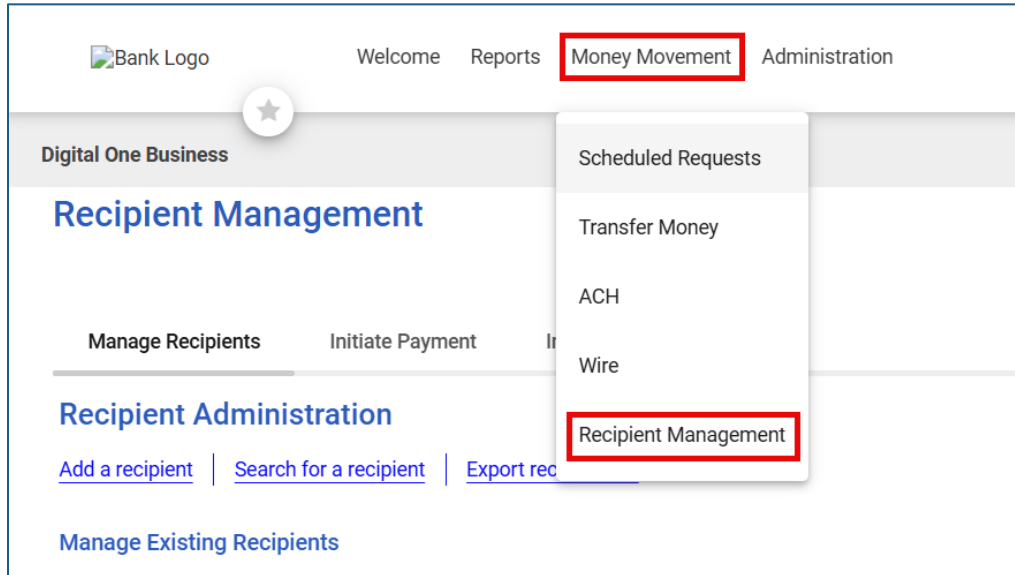 Bank Logo
Welcome Reports Money Movement Administration
Digital One Business
Scheduled Requests
Transfer Money
ACH
Wire
Recipient Management
Recipient Management
Manage Recipients Initiate Payment
Recipient Administration
Add a recipient Search for a recipient Export
Manage Existing Recipients